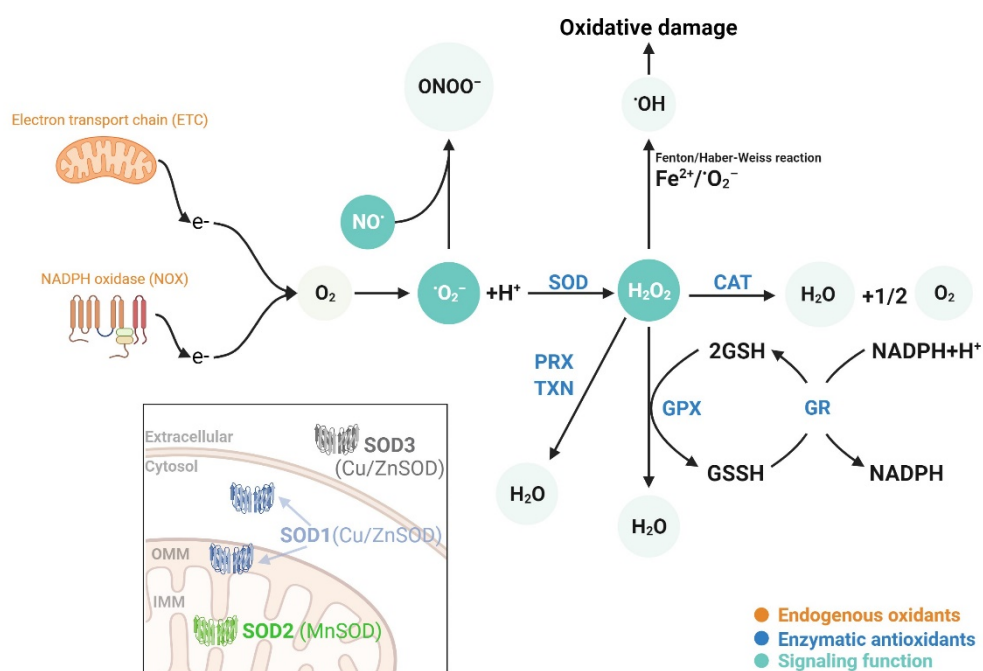 Oxidative damage
ONOO⁻
˙OH
Electron transport chain (ETC)
Fenton/Haber-Weiss reaction
Fe²⁺/˙O₂⁻
NO˙
e-
NADPH oxidase (NOX)
O₂
˙O₂⁻
+H⁺
SOD
H₂O₂
CAT
H₂O
+1/2
O₂
e-
PRX
TXN
2GSH
NADPH+H⁺
GPX
GR
GSSH
NADPH
H₂O
H₂O
Extracellular
Cytosol
SOD3
(Cu/ZnSOD)
SOD1(Cu/ZnSOD)
OMM
IMM
SOD2 (MnSOD)
Endogenous oxidants
Enzymatic antioxidants
Signaling function